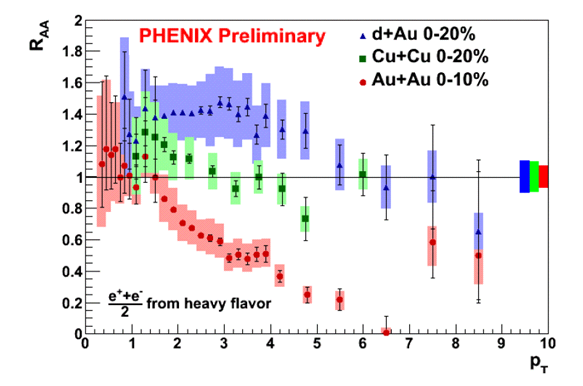 R_AA
2
1.8
1.6
1.4
1.2
1
0.8
0.6
0.4
0.2
0
PHENIX Preliminary
d+Au 0-20%
Cu+Cu 0-20%
Au+Au 0-10%
e⁺+e⁻
2
from heavy flavor
0 1 2 3 4 5 6 7 8 9 10
p_T